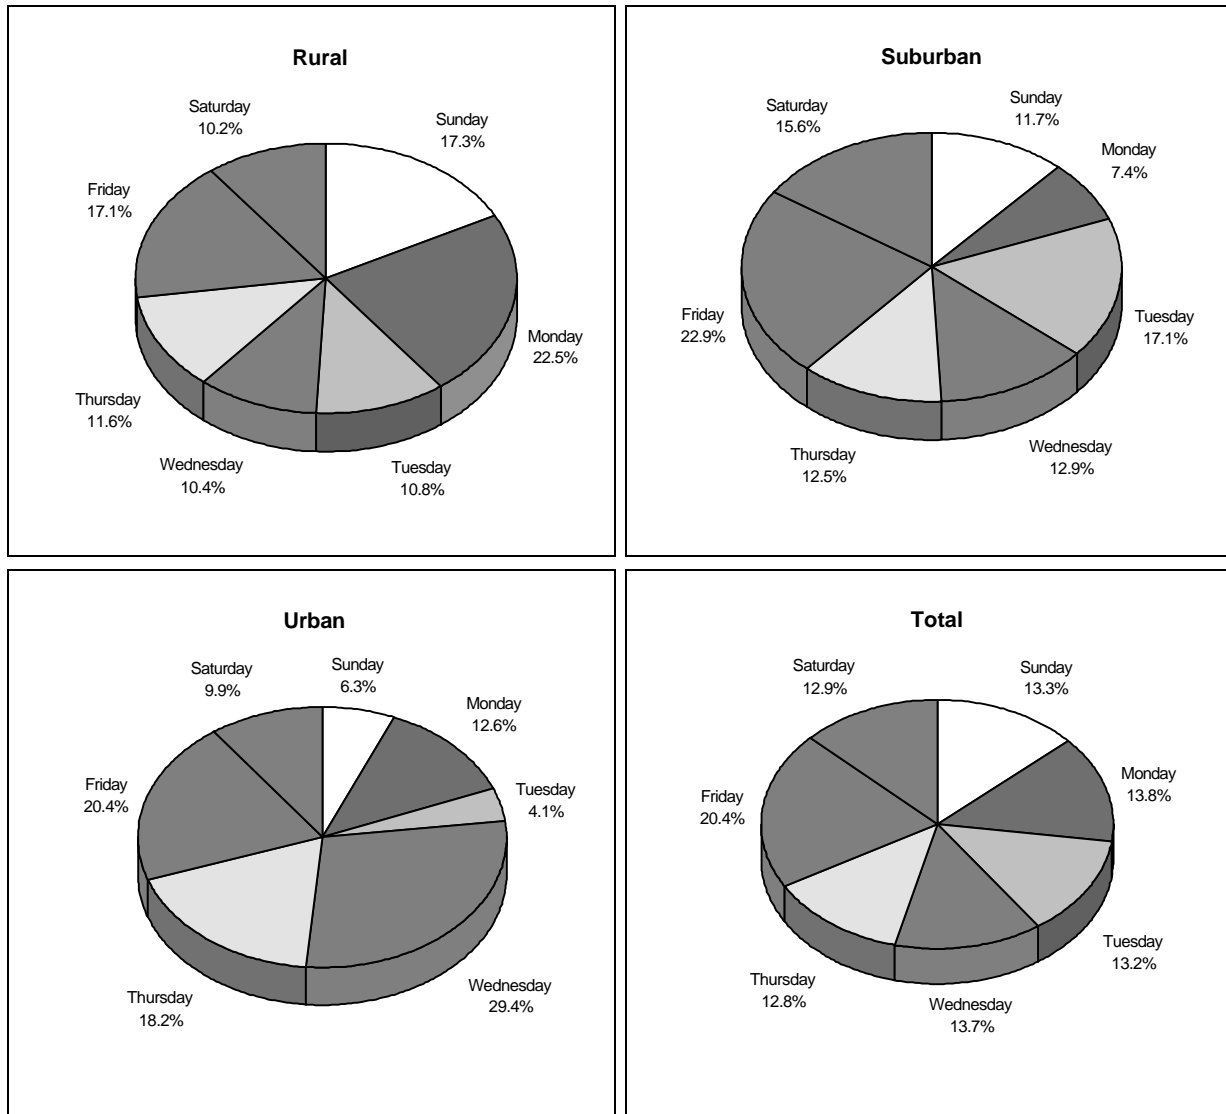 Rural
Saturday
10.2%
Sunday
17.3%
Friday
17.1%
Monday
22.5%
Thursday
11.6%
Wednesday
10.4%
Tuesday
10.8%
Suburban
Saturday
15.6%
Sunday
11.7%
Monday
7.4%
Friday
22.9%
Tuesday
17.1%
Thursday
12.5%
Wednesday
12.9%
Urban
Saturday
9.9%
Sunday
6.3%
Monday
12.6%
Friday
20.4%
Tuesday
4.1%
Thursday
18.2%
Wednesday
29.4%
Total
Saturday
12.9%
Sunday
13.3%
Friday
20.4%
Monday
13.8%
Thursday
12.8%
Wednesday
13.7%
Tuesday
13.2%